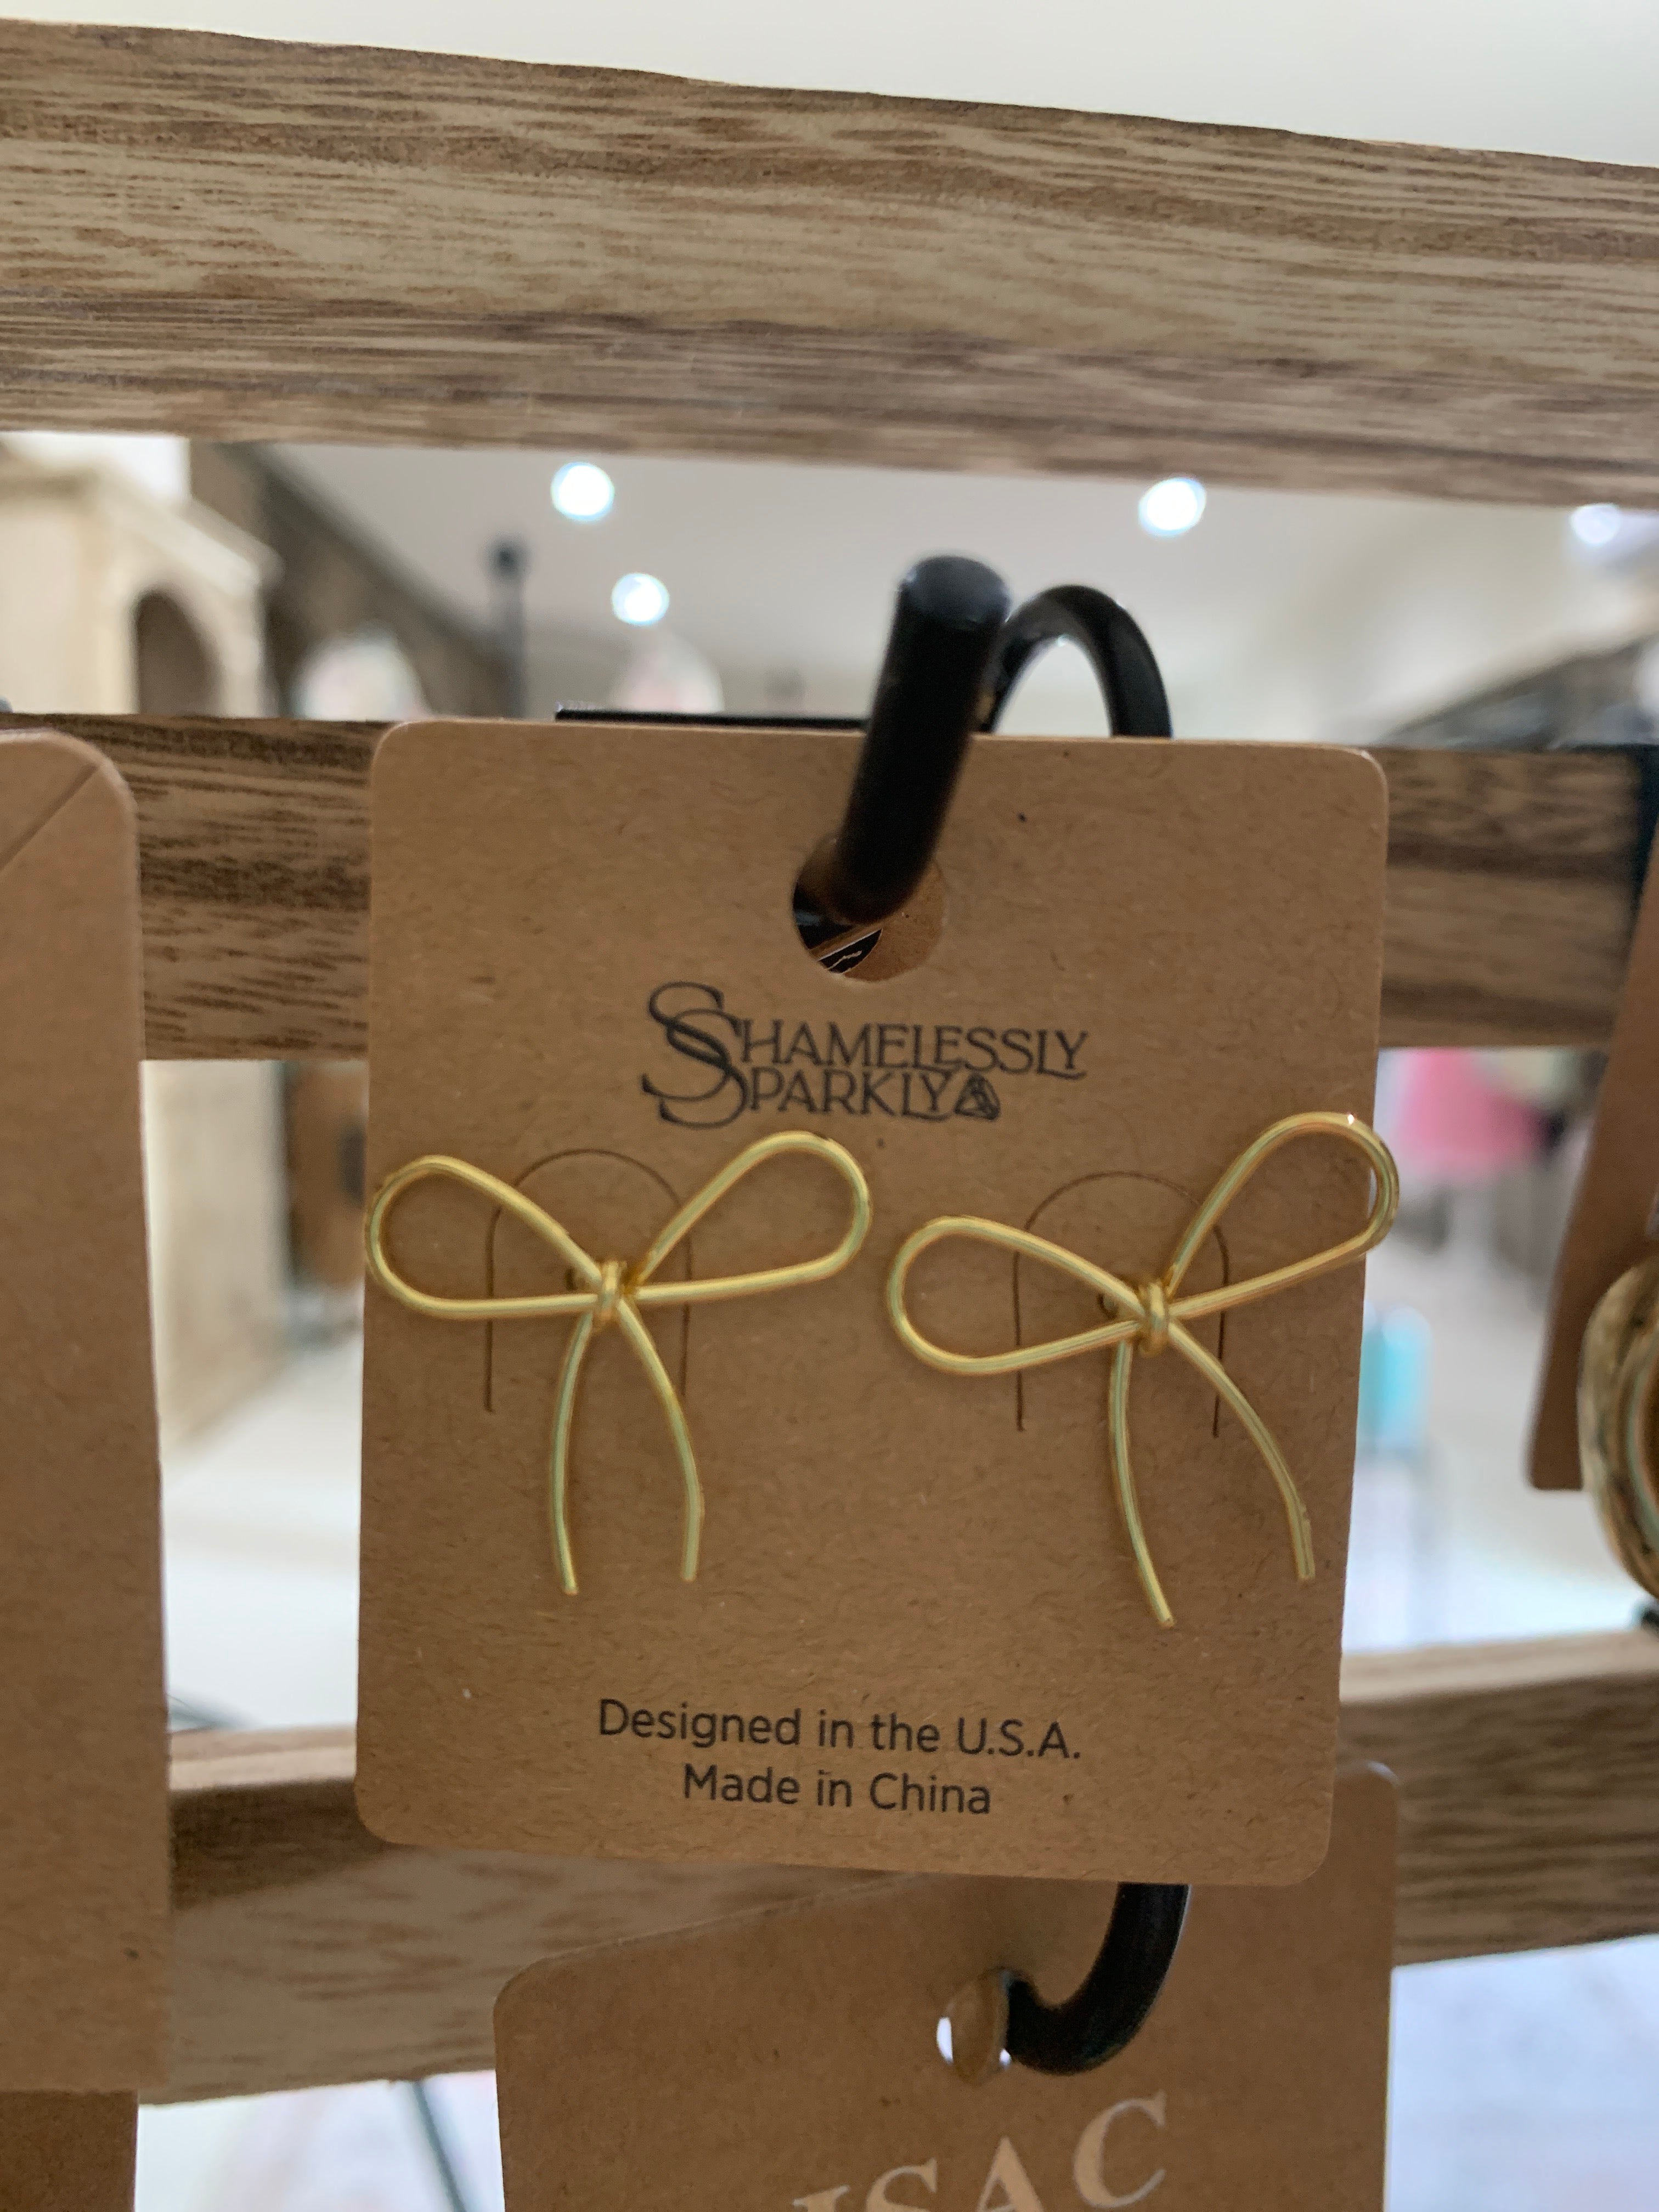 SHAMELESSLY
SPARKLY
Designed in the U.S.A.
Made in China